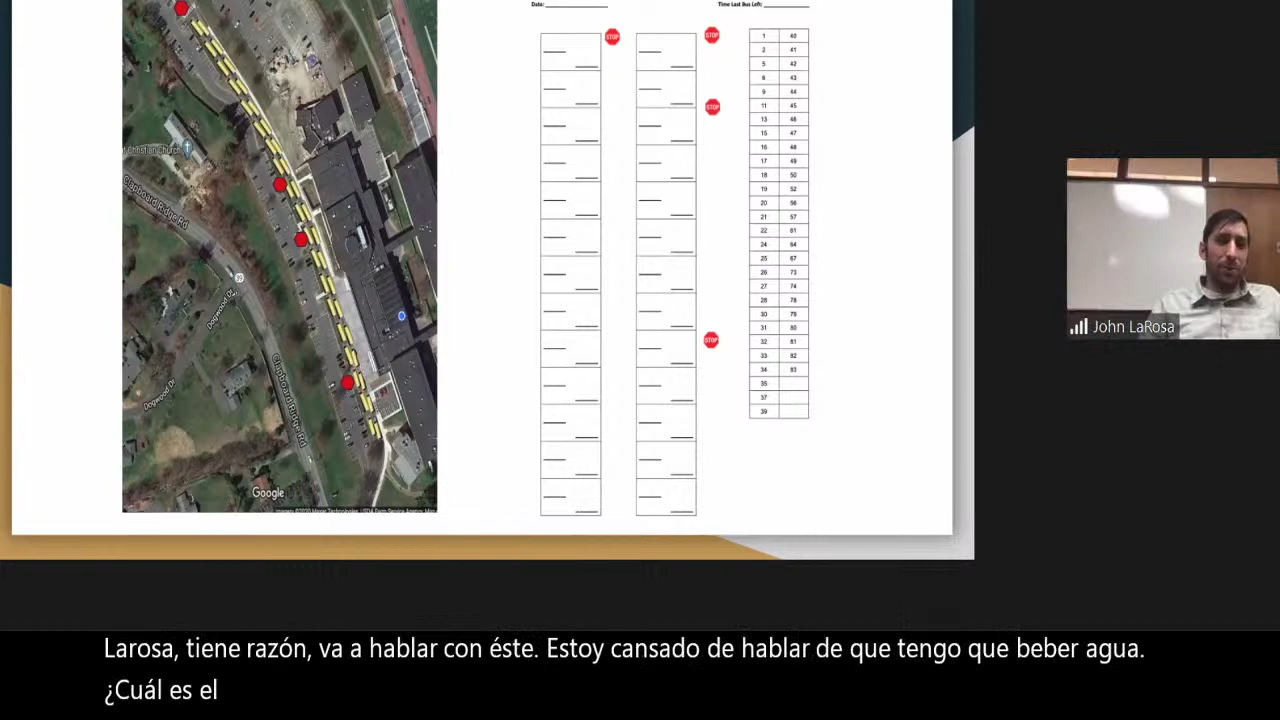 Date:
Time Last Bus Left:
STOP
STOP
STOP
STOP
1 40
2 41
5 42
6 43
9 44
11 45
13 46
15 47
16 48
17 49
18 50
19 52
20 56
21 57
22 61
24 64
25 67
26 73
27 74
28 78
30 79
31 80
32 81
33 82
34 83
35
37
39
Christian Church
Clapboard Ridge Rd
39
Dogwood Dr
Dogwood Dr
Clapboard Ridge Rd
Google
John LaRosa
Larosa, tiene razón, va a hablar con éste. Estoy cansado de hablar de que tengo que beber agua.
¿Cuál es el